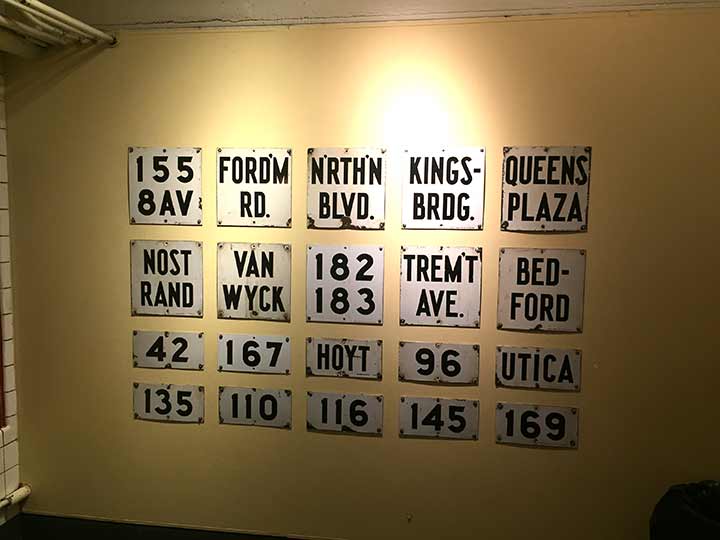 155
8AV
FORD'M
RD.
N'RTH'N
BLVD.
KINGS-
BRDG.
QUEENS
PLAZA
NOST
RAND
VAN
WYCK
182
183
TREM'T
AVE.
BED-
FORD
42
167
HOYT
96
UTICA
135
110
116
145
169